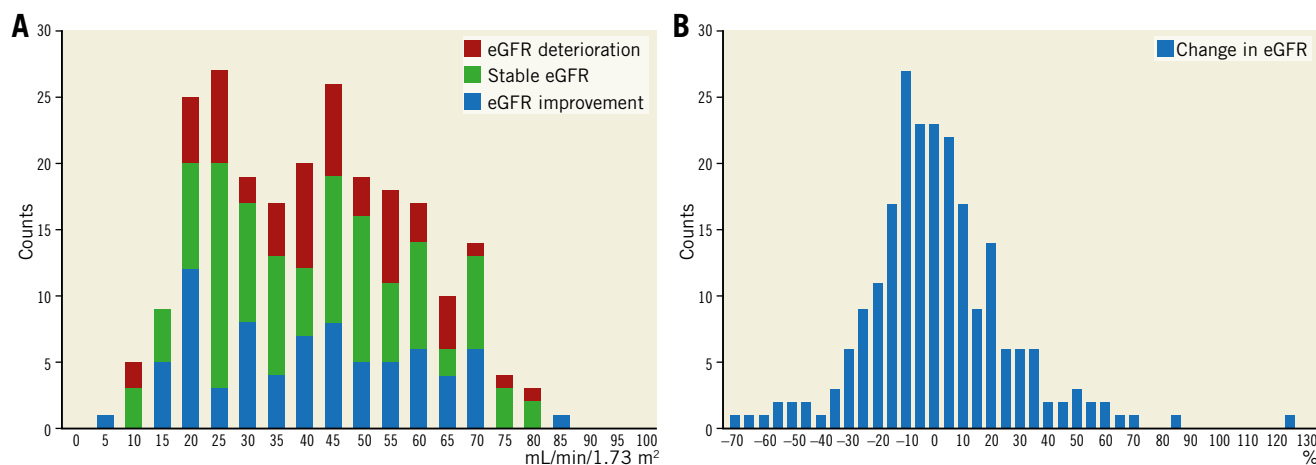 A
30
25
20
15
10
5
0
Counts
eGFR deterioration
Stable eGFR
eGFR improvement
0 5 10 15 20 25 30 35 40 45 50 55 60 65 70 75 80 85 90 95 100
mL/min/1.73 m²
B
30
25
20
15
10
5
0
Counts
Change in eGFR
–70 –60 –50 –40 –30 –20 –10 0 10 20 30 40 50 60 70 80 90 100 110 120 130
%